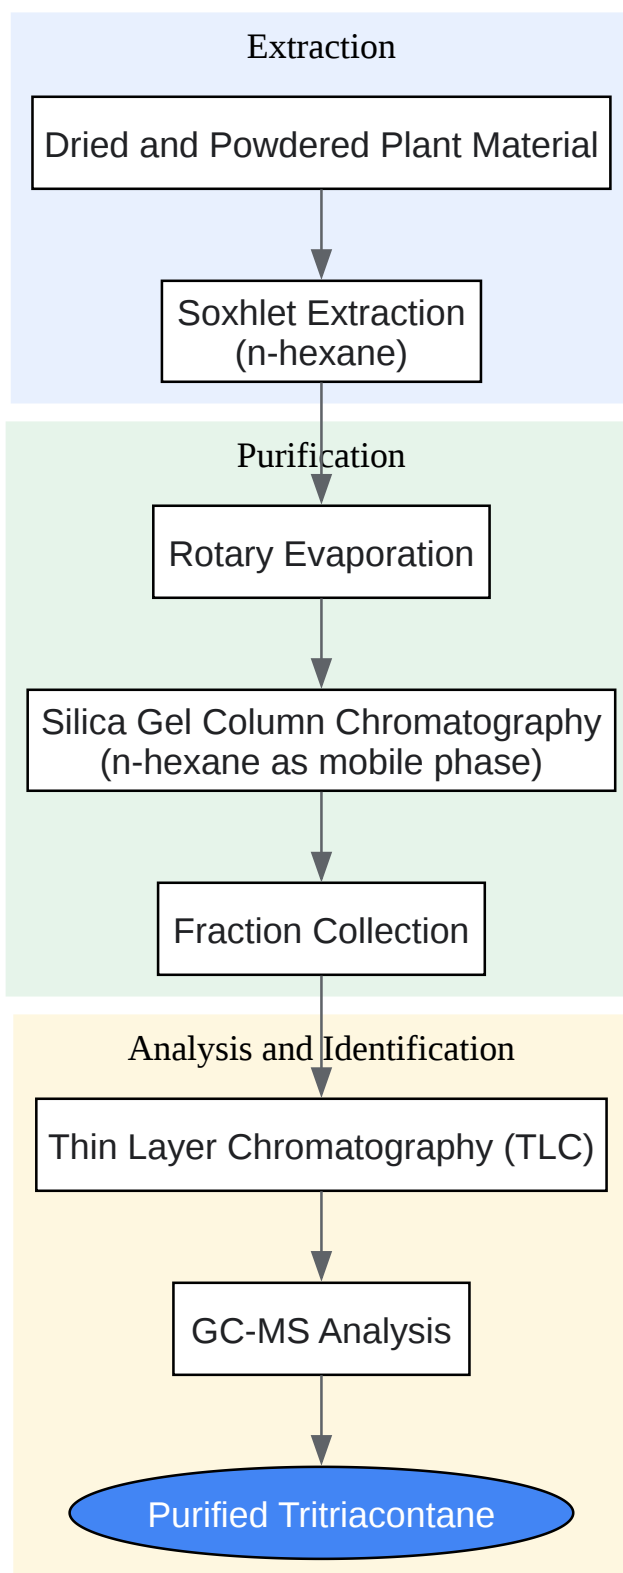 Extraction
Dried and Powdered Plant Material
Soxhlet Extraction
(n-hexane)
Purification
Rotary Evaporation
Silica Gel Column Chromatography
(n-hexane as mobile phase)
Fraction Collection
Analysis and Identification
Thin Layer Chromatography (TLC)
GC-MS Analysis
Purified Tritriacontane